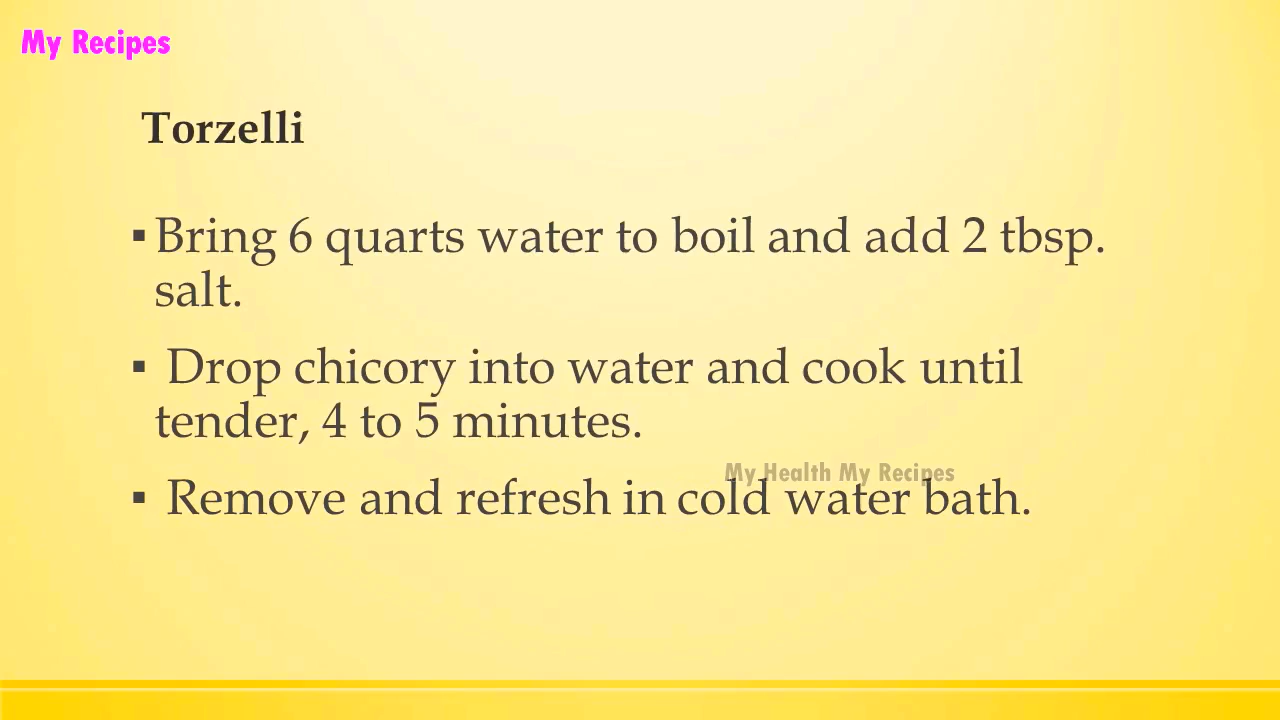 My Recipes
Torzelli
▪ Bring 6 quarts water to boil and add 2 tbsp.
salt.
▪ Drop chicory into water and cook until
tender, 4 to 5 minutes.
My Health My Recipes
▪ Remove and refresh in cold water bath.